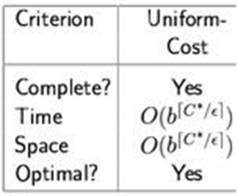 Criterion Uniform-
Cost
Complete? Yes
Time O(b^⌈C*/ϵ⌉)
Space O(b^⌈C*/ϵ⌉)
Optimal? Yes